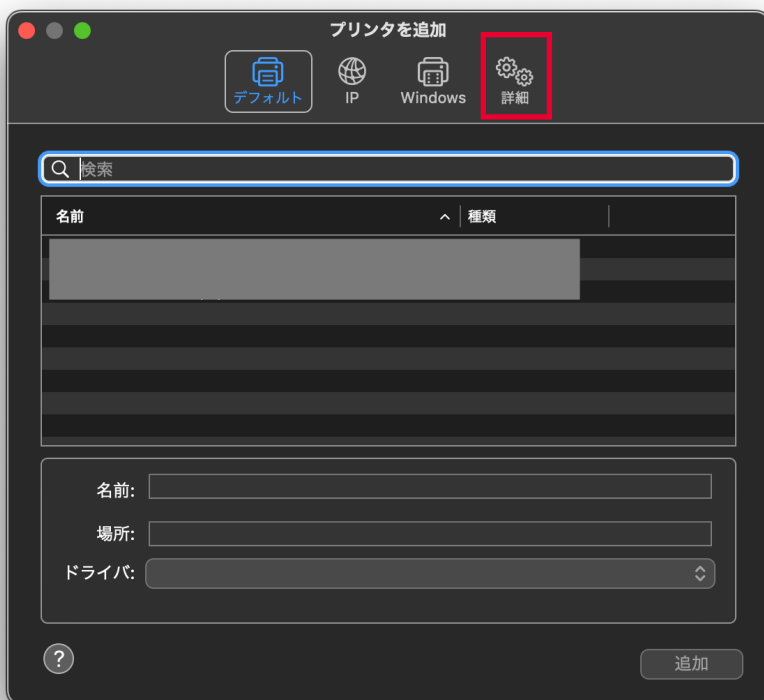 プリンタを追加
デフォルト
IP
Windows
詳細
検索
名前
種類
名前:
場所:
ドライバ:
?
追加